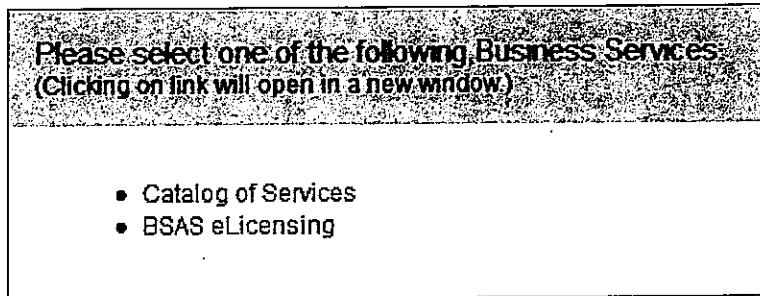 Please select one of the following Business Services:
(Clicking on link will open in a new window.)
• Catalog of Services
• BSAS eLicensing